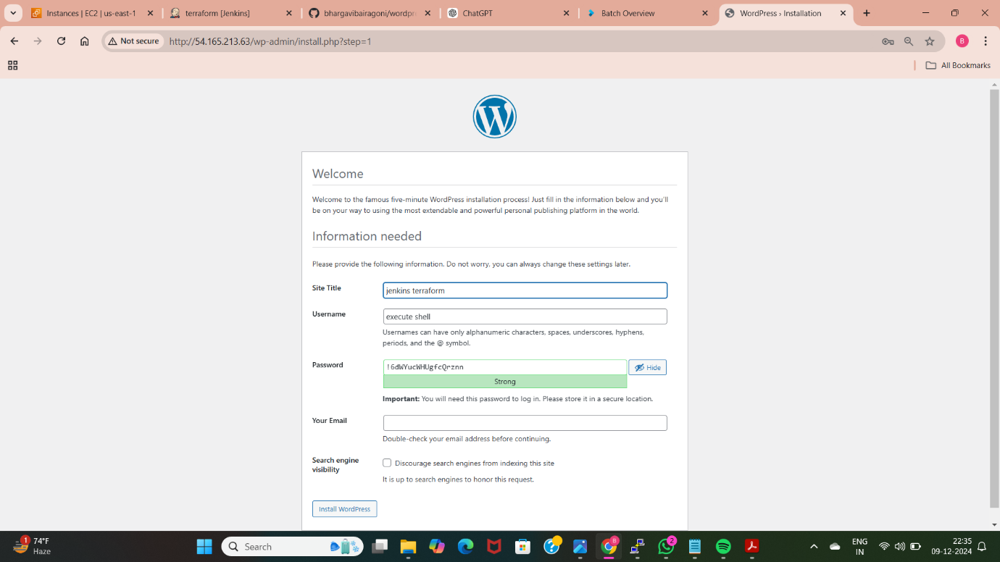 Instances | EC2 | us-east-1
terraform [Jenkins]
bhargavibairagoni/wordpr
ChatGPT
Batch Overview
WordPress › Installation
Not secure
http://54.165.213.63/wp-admin/install.php?step=1
B
All Bookmarks
W
Welcome
Welcome to the famous five-minute WordPress installation process! Just fill in the information below and you'll
be on your way to using the most extendable and powerful personal publishing platform in the world.
Information needed
Please provide the following information. Do not worry, you can always change these settings later.
Site Title
jenkins terraform
Username
execute shell
Usernames can have only alphanumeric characters, spaces, underscores, hyphens,
periods, and the @ symbol.
Password
!6dWYucWHUgfcQrznn
Hide
Strong
Important: You will need this password to log in. Please store it in a secure location.
Your Email
Double-check your email address before continuing.
Search engine
visibility
Discourage search engines from indexing this site
It is up to search engines to honor this request.
Install WordPress
1
74°F
Haze
Search
B
2
ENG
IN
22:35
09-12-2024